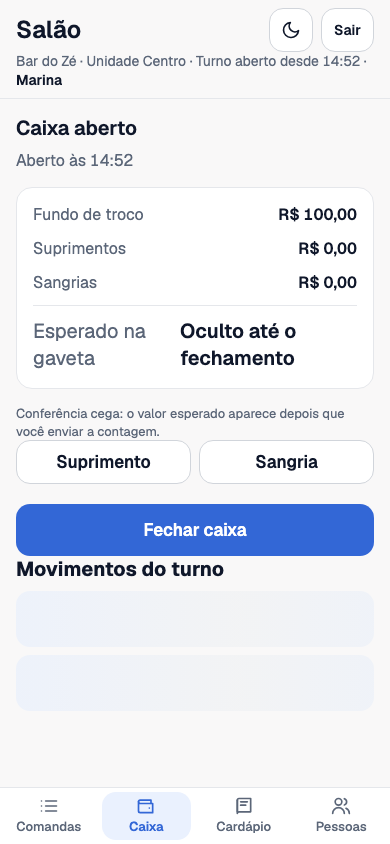 Salão
Sair
Bar do Zé · Unidade Centro · Turno aberto desde 14:52 ·
Marina
Caixa aberto
Aberto às 14:52
Fundo de troco R$ 100,00
Suprimentos R$ 0,00
Sangrias R$ 0,00
Esperado na gaveta Oculto até o fechamento
Conferência cega: o valor esperado aparece depois que
você enviar a contagem.
Suprimento Sangria
Fechar caixa
Movimentos do turno
Comandas Caixa Cardápio Pessoas